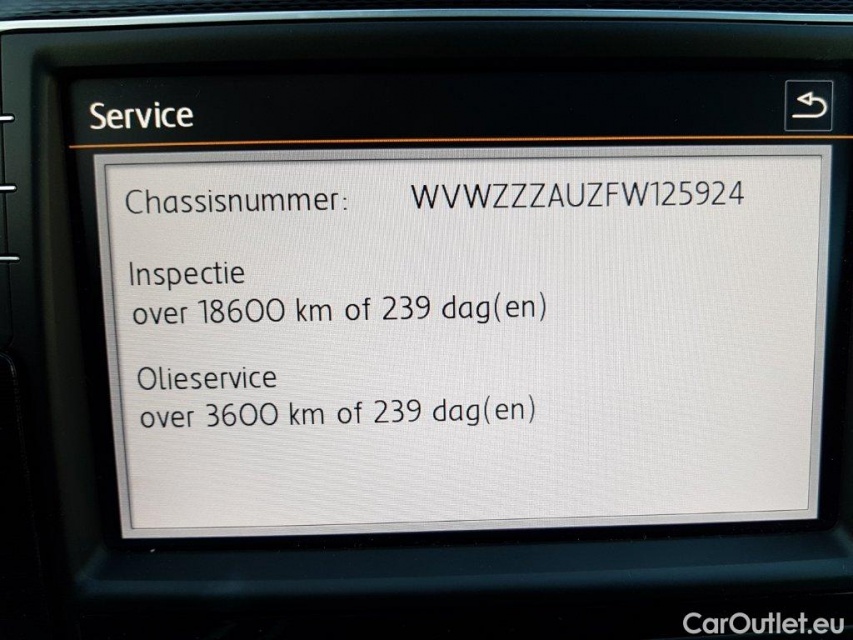 Service
Chassisnummer: WVWZZZAUZFW125924
Inspectie
over 18600 km of 239 dag(en)
Olieservice
over 3600 km of 239 dag(en)
CarOutlet.eu